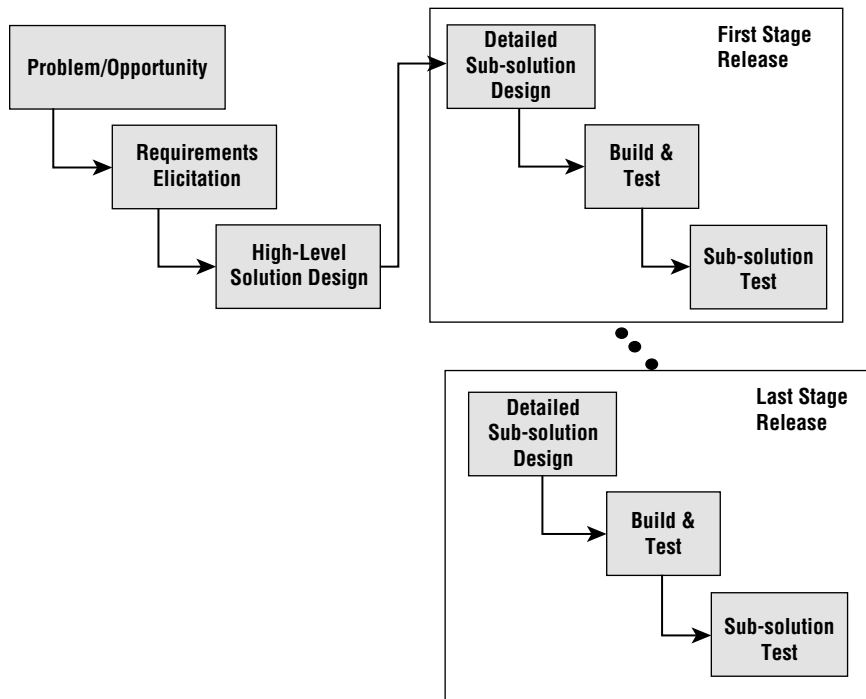 Problem/Opportunity
Requirements
Elicitation
High-Level
Solution Design
First Stage
Release
Detailed
Sub-solution
Design
Build &
Test
Sub-solution
Test
Last Stage
Release
Detailed
Sub-solution
Design
Build &
Test
Sub-solution
Test